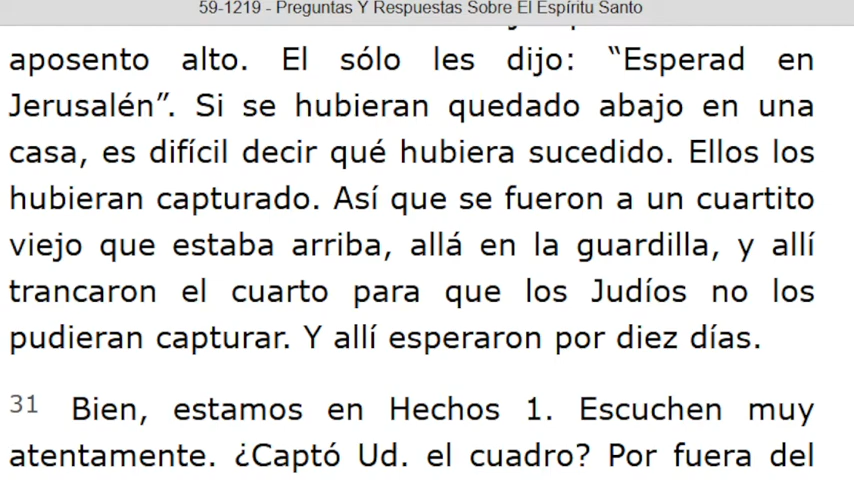 59-1219 - Preguntas Y Respuestas Sobre El Espíritu Santo
aposento alto. El sólo les dijo: “Esperad en
Jerusalén”. Si se hubieran quedado abajo en una
casa, es difícil decir qué hubiera sucedido. Ellos los
hubieran capturado. Así que se fueron a un cuartito
viejo que estaba arriba, allá en la guardilla, y allí
trancaron el cuarto para que los Judíos no los
pudieran capturar. Y allí esperaron por diez días.
31 Bien, estamos en Hechos 1. Escuchen muy
atentamente. ¿Captó Ud. el cuadro? Por fuera del